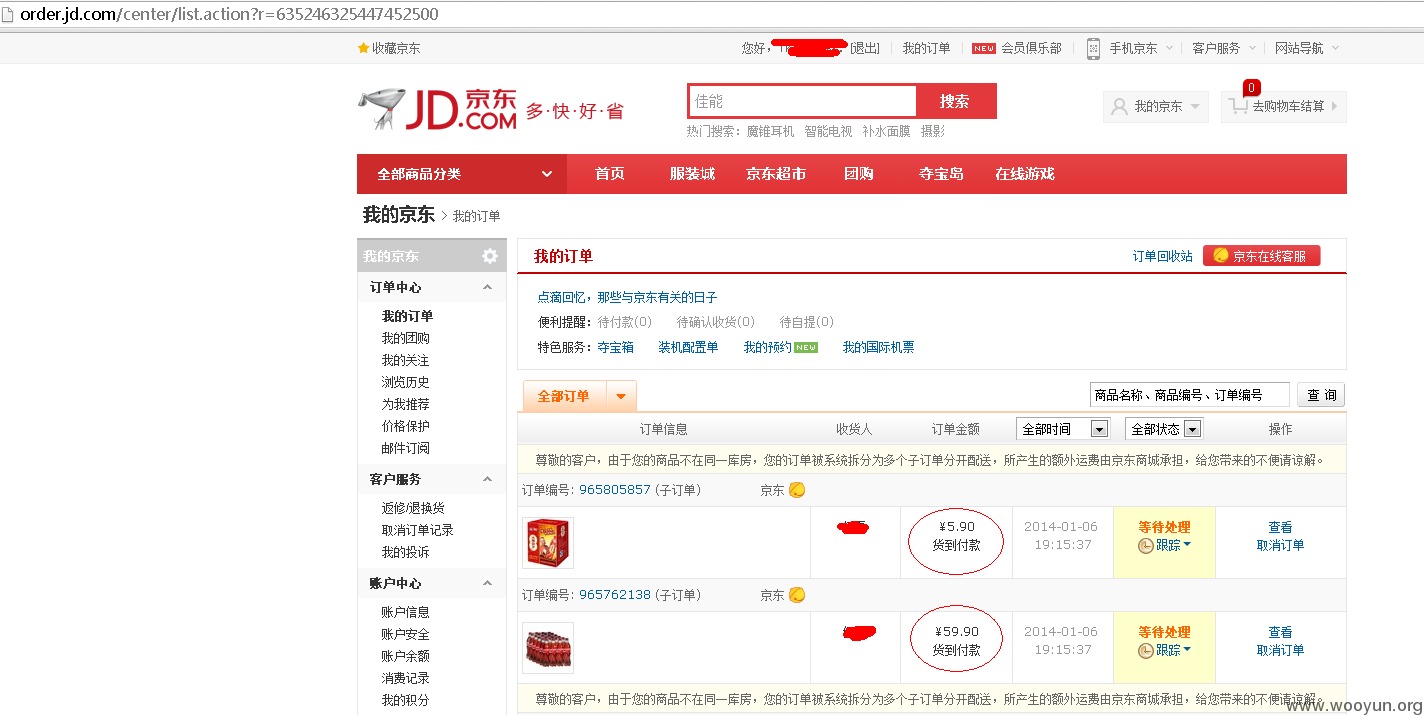 order.jd.com/center/list.action?r=635246325447452500
收藏京东 您好, [退出] 我的订单 NEW 会员俱乐部 手机京东 客户服务 网站导航
JD 京东 .COM 多·快·好·省 佳能 搜索 我的京东 0 去购物车结算
热门搜索: 魔锥耳机 智能电视 补水面膜 摄影
全部商品分类 首页 服装城 京东超市 团购 夺宝岛 在线游戏
我的京东 > 我的订单
我的京东
订单中心
我的订单
我的团购
我的关注
浏览历史
为我推荐
价格保护
邮件订阅
客户服务
返修/退换货
取消订单记录
我的投诉
账户中心
账户信息
账户安全
账户余额
消费记录
我的积分
我的订单 订单回收站 京东在线客服
点滴回忆，那些与京东有关的日子
便利提醒: 待付款(0) 待确认收货(0) 待自提(0)
特色服务: 夺宝箱 装机配置单 我的预约 NEW 我的国际机票
全部订单 商品名称、商品编号、订单编号 查 询
订单信息 收货人 订单金额 全部时间 全部状态 操作
尊敬的客户，由于您的商品不在同一库房，您的订单被系统拆分为多个子订单分开配送，所产生的额外运费由京东商城承担，给您带来的不便请谅解。
订单编号: 965805857 (子订单) 京东
¥5.90 2014-01-06 等待处理 查看
货到付款 19:15:37 跟踪 取消订单
订单编号: 965762138 (子订单) 京东
¥59.90 2014-01-06 等待处理 查看
货到付款 19:15:37 跟踪 取消订单
尊敬的客户，由于您的商品不在同一库房，您的订单被系统拆分为多个子订单分开配送，所产生的额外运费由京东商城承担，给您带来的不便请谅解。
www.wooyun.org